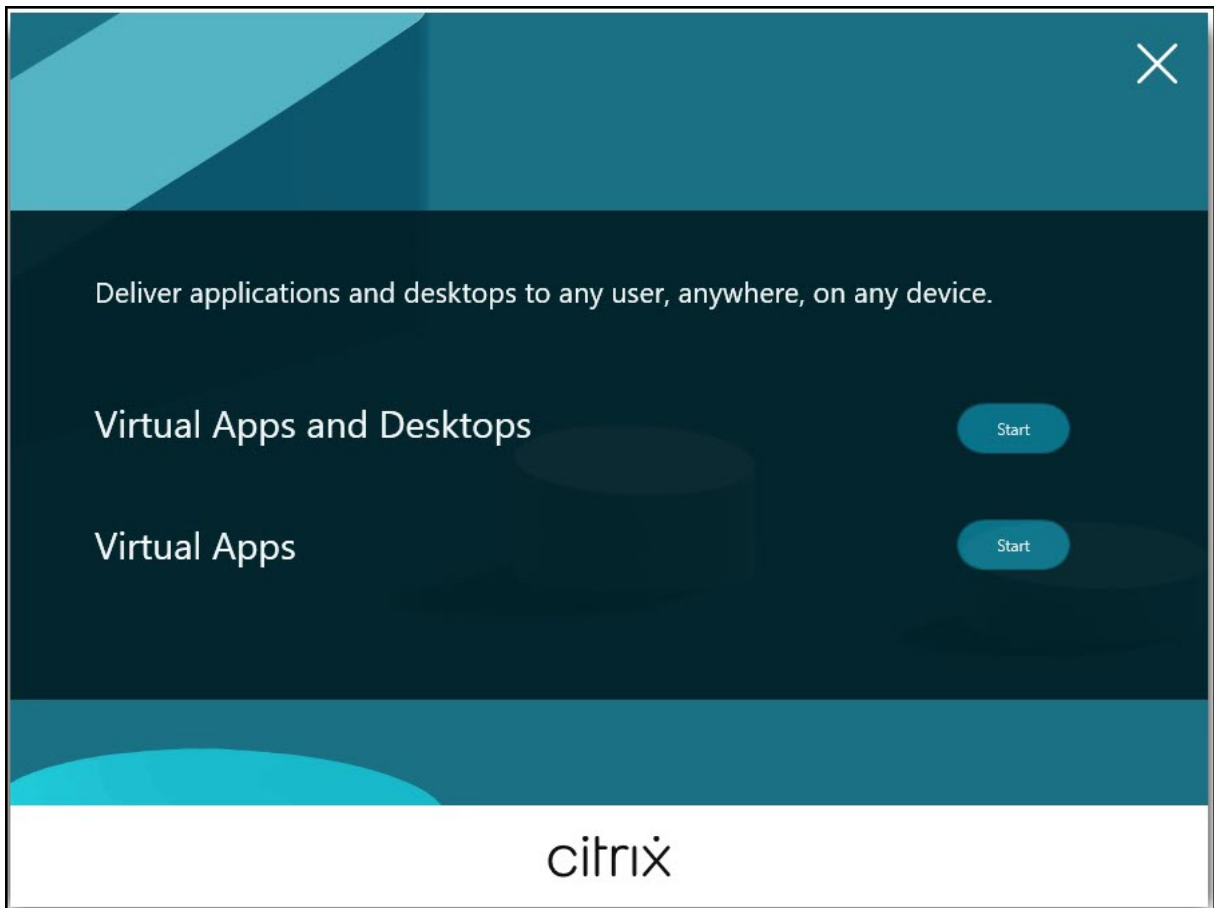 Deliver applications and desktops to any user, anywhere, on any device.
Virtual Apps and Desktops
Start
Virtual Apps
Start
citrix